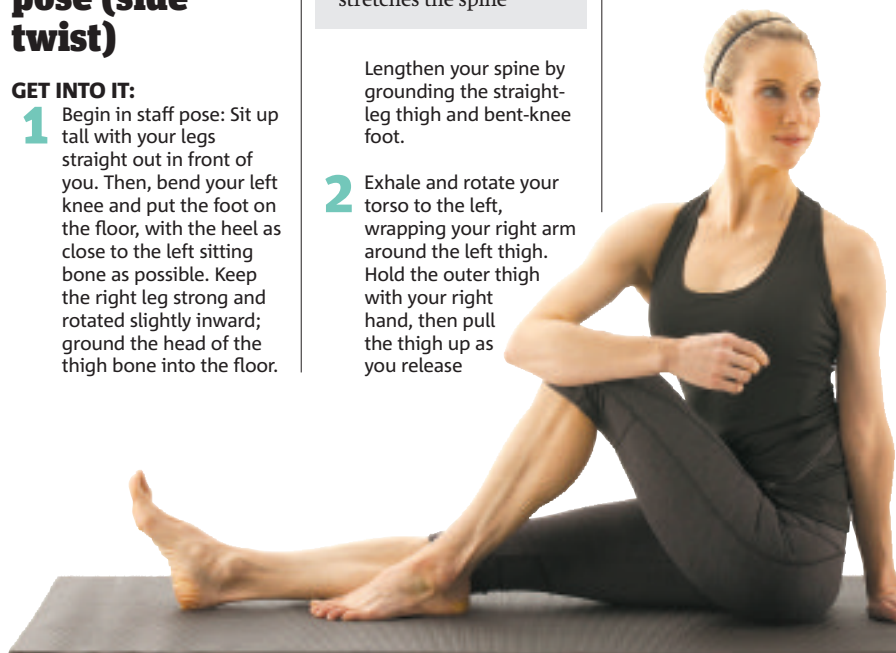 pose (side
twist)
GET INTO IT:
1 Begin in staff pose: Sit up
tall with your legs
straight out in front of
you. Then, bend your left
knee and put the foot on
the floor, with the heel as
close to the left sitting
bone as possible. Keep
the right leg strong and
rotated slightly inward;
ground the head of the
thigh bone into the floor.
stretches the spine
Lengthen your spine by
grounding the straight-
leg thigh and bent-knee
foot.
2 Exhale and rotate your
torso to the left,
wrapping your right arm
around the left thigh.
Hold the outer thigh
with your right
hand, then pull
the thigh up as
you release